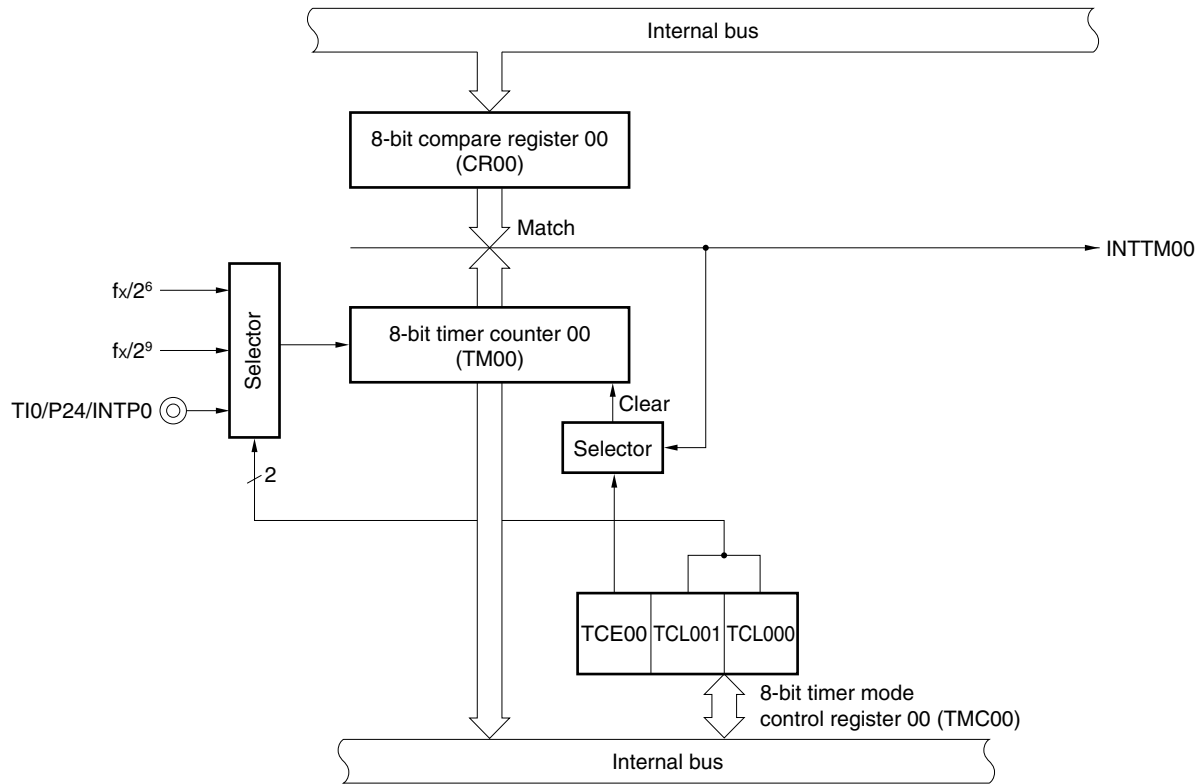 Internal bus
8-bit compare register 00
(CR00)
Match
INTTM00
fx/2⁶
fx/2⁹
TI0/P24/INTP0
Selector
8-bit timer counter 00
(TM00)
Clear
Selector
2
TCE00 TCL001 TCL000
8-bit timer mode
control register 00 (TMC00)
Internal bus